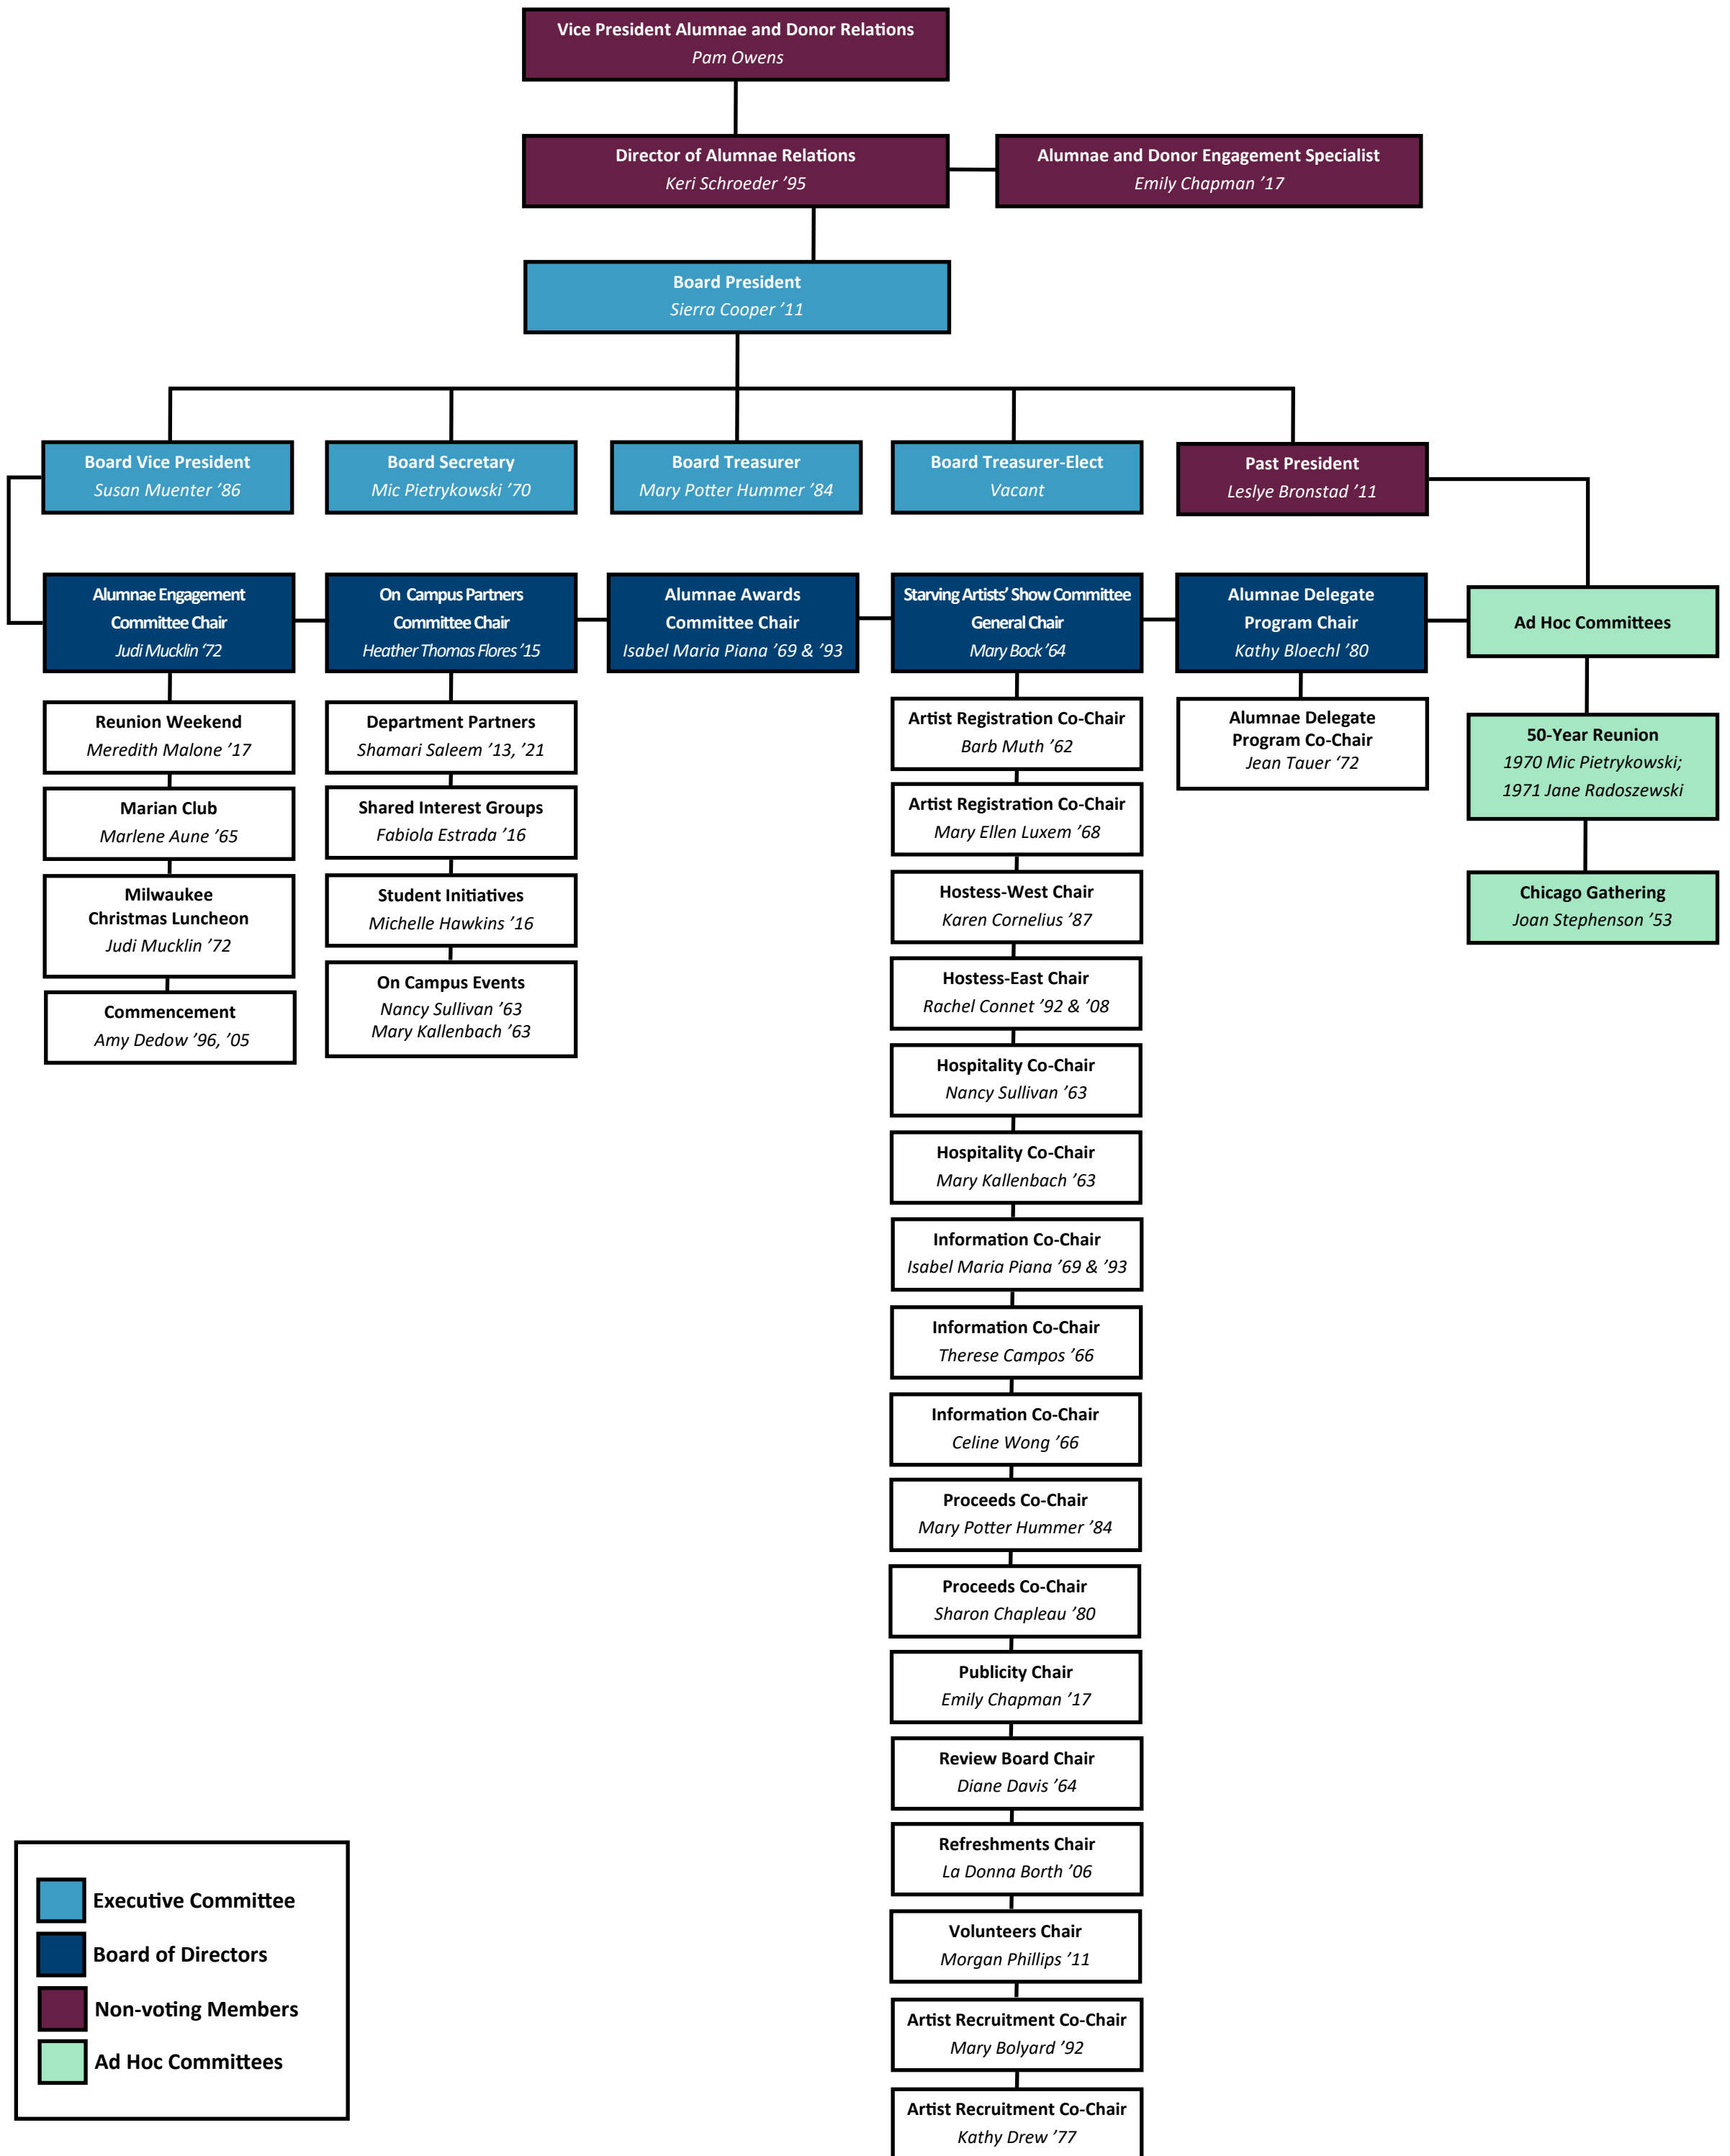 Vice President Alumnae and Donor Relations
Pam Owens
Director of Alumnae Relations
Keri Schroeder ’95
Alumnae and Donor Engagement Specialist
Emily Chapman ’17
Board President
Sierra Cooper ’11
Board Vice President
Susan Muenter ’86
Board Secretary
Mic Pietrykowski ’70
Board Treasurer
Mary Potter Hummer ’84
Board Treasurer-Elect
Vacant
Past President
Leslye Bronstad ’11
Alumnae Engagement
Committee Chair
Judi Mucklin ‘72
On Campus Partners
Committee Chair
Heather Thomas Flores ’15
Alumnae Awards
Committee Chair
Isabel Maria Piana ’69 & ’93
Starving Artists’ Show Committee
General Chair
Mary Bock ’64
Alumnae Delegate
Program Chair
Kathy Bloechl ’80
Ad Hoc Committees
Reunion Weekend
Meredith Malone ’17
Marian Club
Marlene Aune ’65
Milwaukee
Christmas Luncheon
Judi Mucklin ’72
Commencement
Amy Dedow ’96, ’05
Department Partners
Shamari Saleem ’13, ’21
Shared Interest Groups
Fabiola Estrada ’16
Student Initiatives
Michelle Hawkins ’16
On Campus Events
Nancy Sullivan ’63
Mary Kallenbach ’63
Artist Registration Co-Chair
Barb Muth ’62
Artist Registration Co-Chair
Mary Ellen Luxem ’68
Hostess-West Chair
Karen Cornelius ’87
Hostess-East Chair
Rachel Connet ’92 & ’08
Hospitality Co-Chair
Nancy Sullivan ’63
Hospitality Co-Chair
Mary Kallenbach ’63
Information Co-Chair
Isabel Maria Piana ’69 & ’93
Information Co-Chair
Therese Campos ’66
Information Co-Chair
Celine Wong ’66
Proceeds Co-Chair
Mary Potter Hummer ’84
Proceeds Co-Chair
Sharon Chapleau ’80
Publicity Chair
Emily Chapman ’17
Review Board Chair
Diane Davis ’64
Refreshments Chair
La Donna Borth ’06
Volunteers Chair
Morgan Phillips ’11
Artist Recruitment Co-Chair
Mary Bolyard ’92
Artist Recruitment Co-Chair
Kathy Drew ’77
Alumnae Delegate
Program Co-Chair
Jean Tauer ‘72
50-Year Reunion
1970 Mic Pietrykowski;
1971 Jane Radoszewski
Chicago Gathering
Joan Stephenson ’53
Executive Committee
Board of Directors
Non-voting Members
Ad Hoc Committees